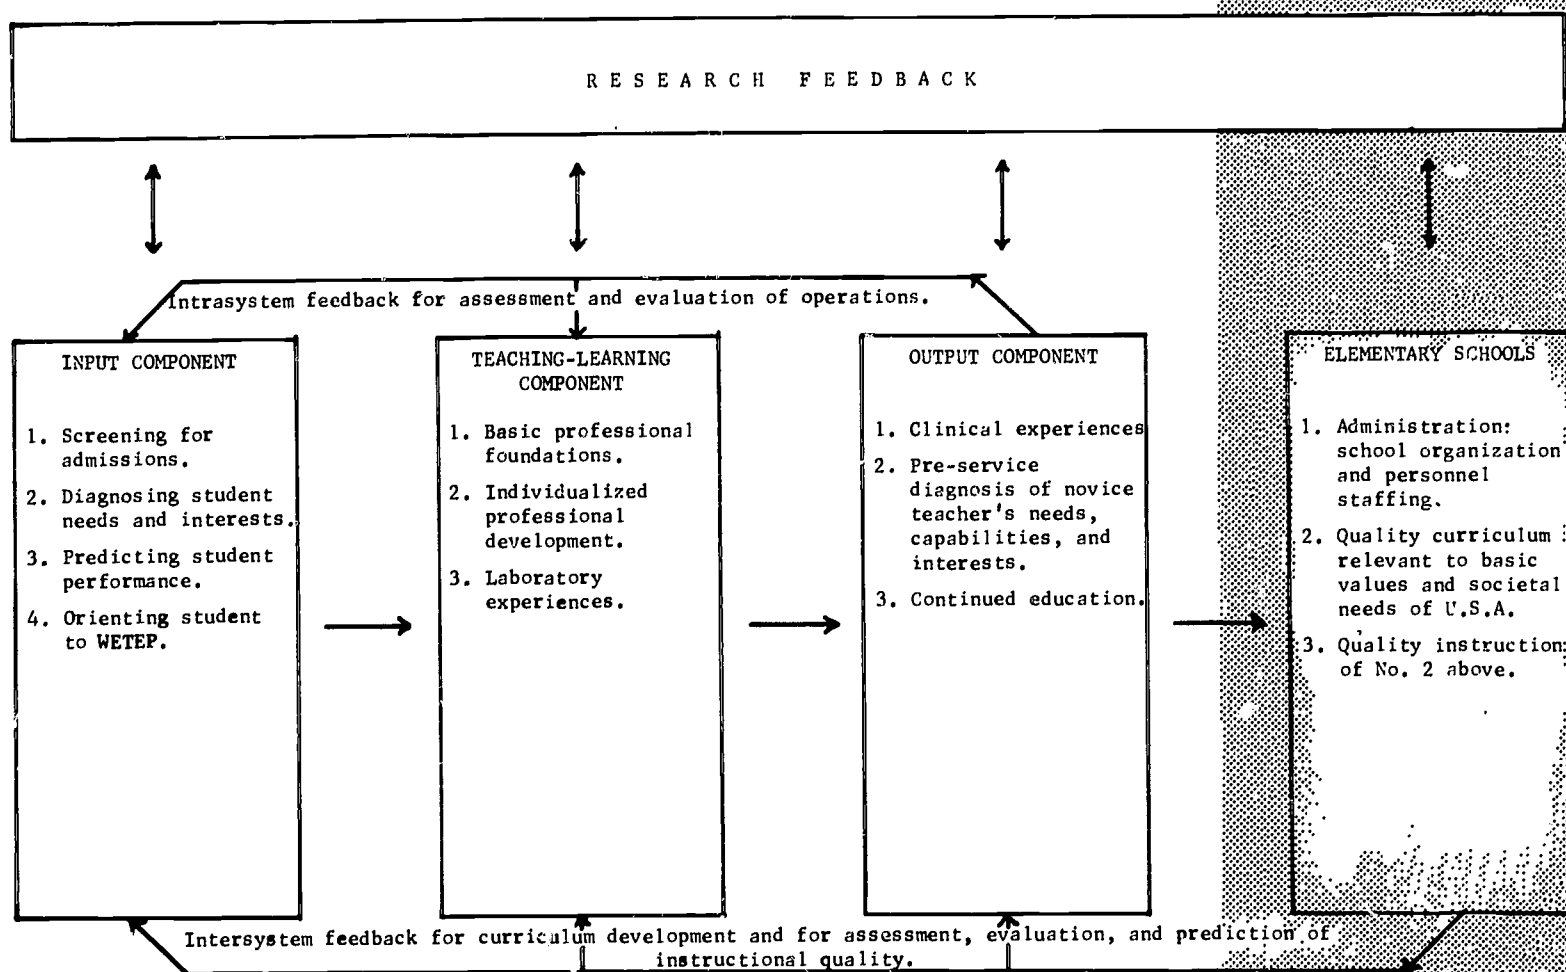 RESEARCH FEEDBACK
Intrasystem feedback for assessment and evaluation of operations.
INPUT COMPONENT
1. Screening for
admissions.
2. Diagnosing student
needs and interests.
3. Predicting student
performance.
4. Orienting student
to WETEP.
TEACHING-LEARNING
COMPONENT
1. Basic professional
foundations.
2. Individualized
professional
development.
3. Laboratory
experiences.
OUTPUT COMPONENT
1. Clinical experiences
2. Pre-service
diagnosis of novice
teacher's needs,
capabilities, and
interests.
3. Continued education.
ELEMENTARY SCHOOLS
1. Administration:
school organization
and personnel
staffing.
2. Quality curriculum
relevant to basic
values and societal
needs of U.S.A.
3. Quality instruction
of No. 2 above.
Intersystem feedback for curriculum development and for assessment, evaluation, and prediction of
instructional quality.